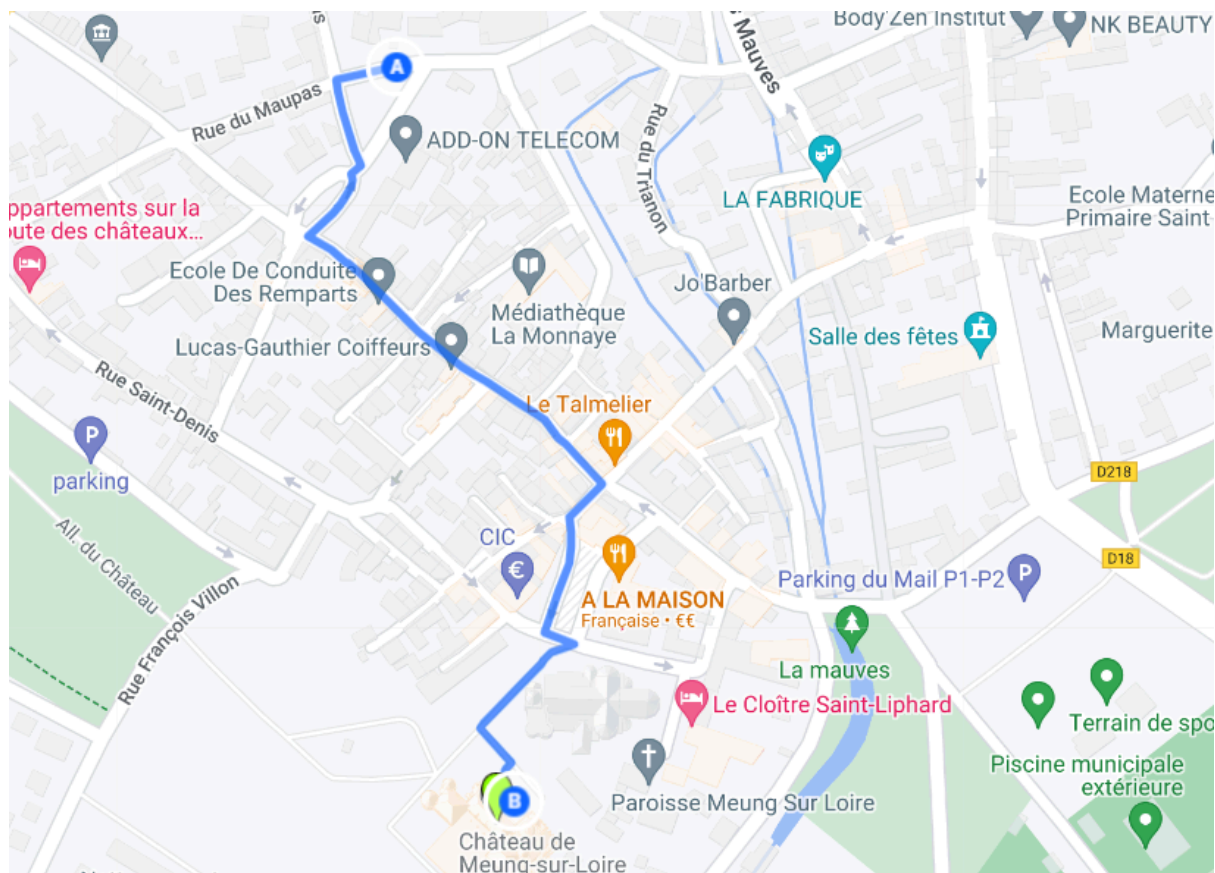 Body'Zen Institut
NK BEAUTY
Mauves
A
Rue du Maupas
ADD-ON TELECOM
Rue du Trianon
LA FABRIQUE
Ecole Materne
Primaire Saint
ppartements sur la
oute des châteaux...
Ecole De Conduite
Des Remparts
Médiathèque
La Monnaye
Jo'Barber
Salle des fêtes
Marguerite
Lucas-Gauthier Coiffeurs
Rue Saint-Denis
Le Talmelier
P
parking
D218
All. du Château
CIC
€
D18
Parking du Mail P1-P2
P
A LA MAISON
Française • €€
Rue François Villon
La mauves
Le Cloître Saint-Liphard
Terrain de spo
Piscine municipale
extérieure
B
Paroisse Meung Sur Loire
Château de
Meung-sur-Loire